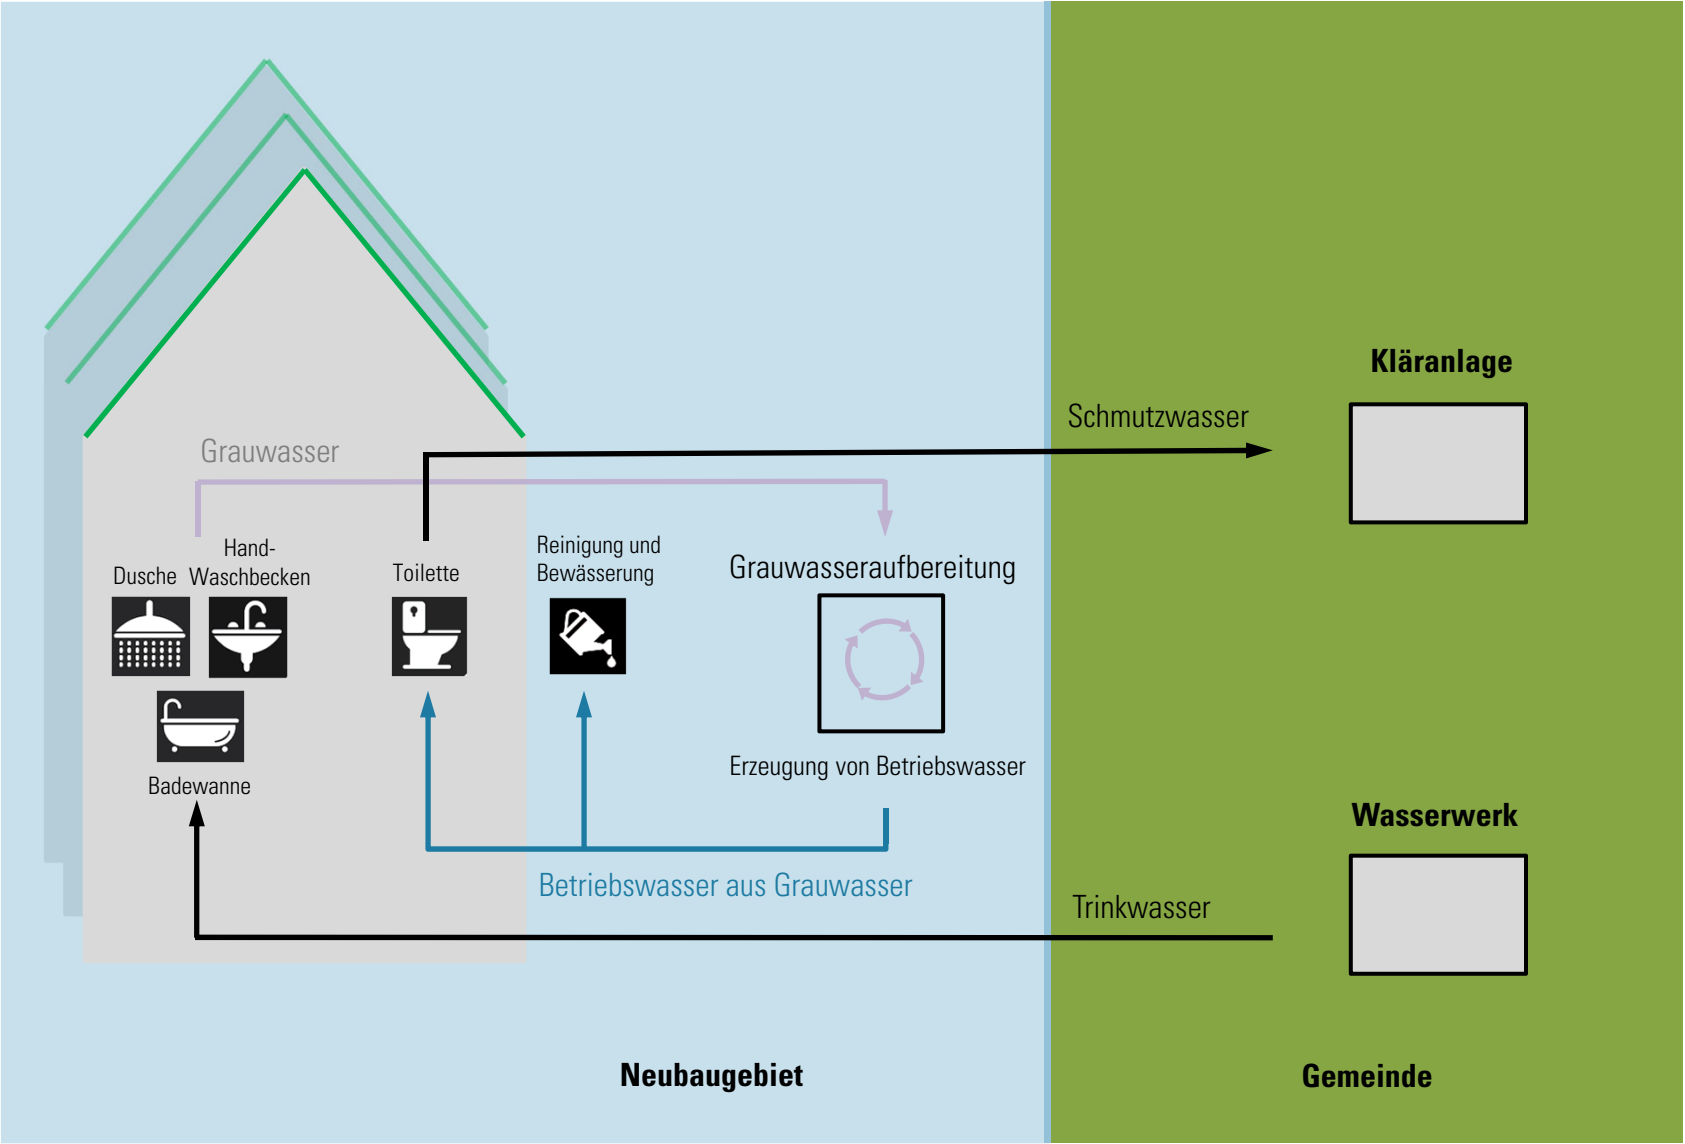 Kläranlage
Schmutzwasser
Grauwasser
Hand-
Waschbecken
Dusche
Toilette
Reinigung und
Bewässerung
Grauwasseraufbereitung
Badewanne
Erzeugung von Betriebswasser
Wasserwerk
Betriebswasser aus Grauwasser
Trinkwasser
Neubaugebiet
Gemeinde